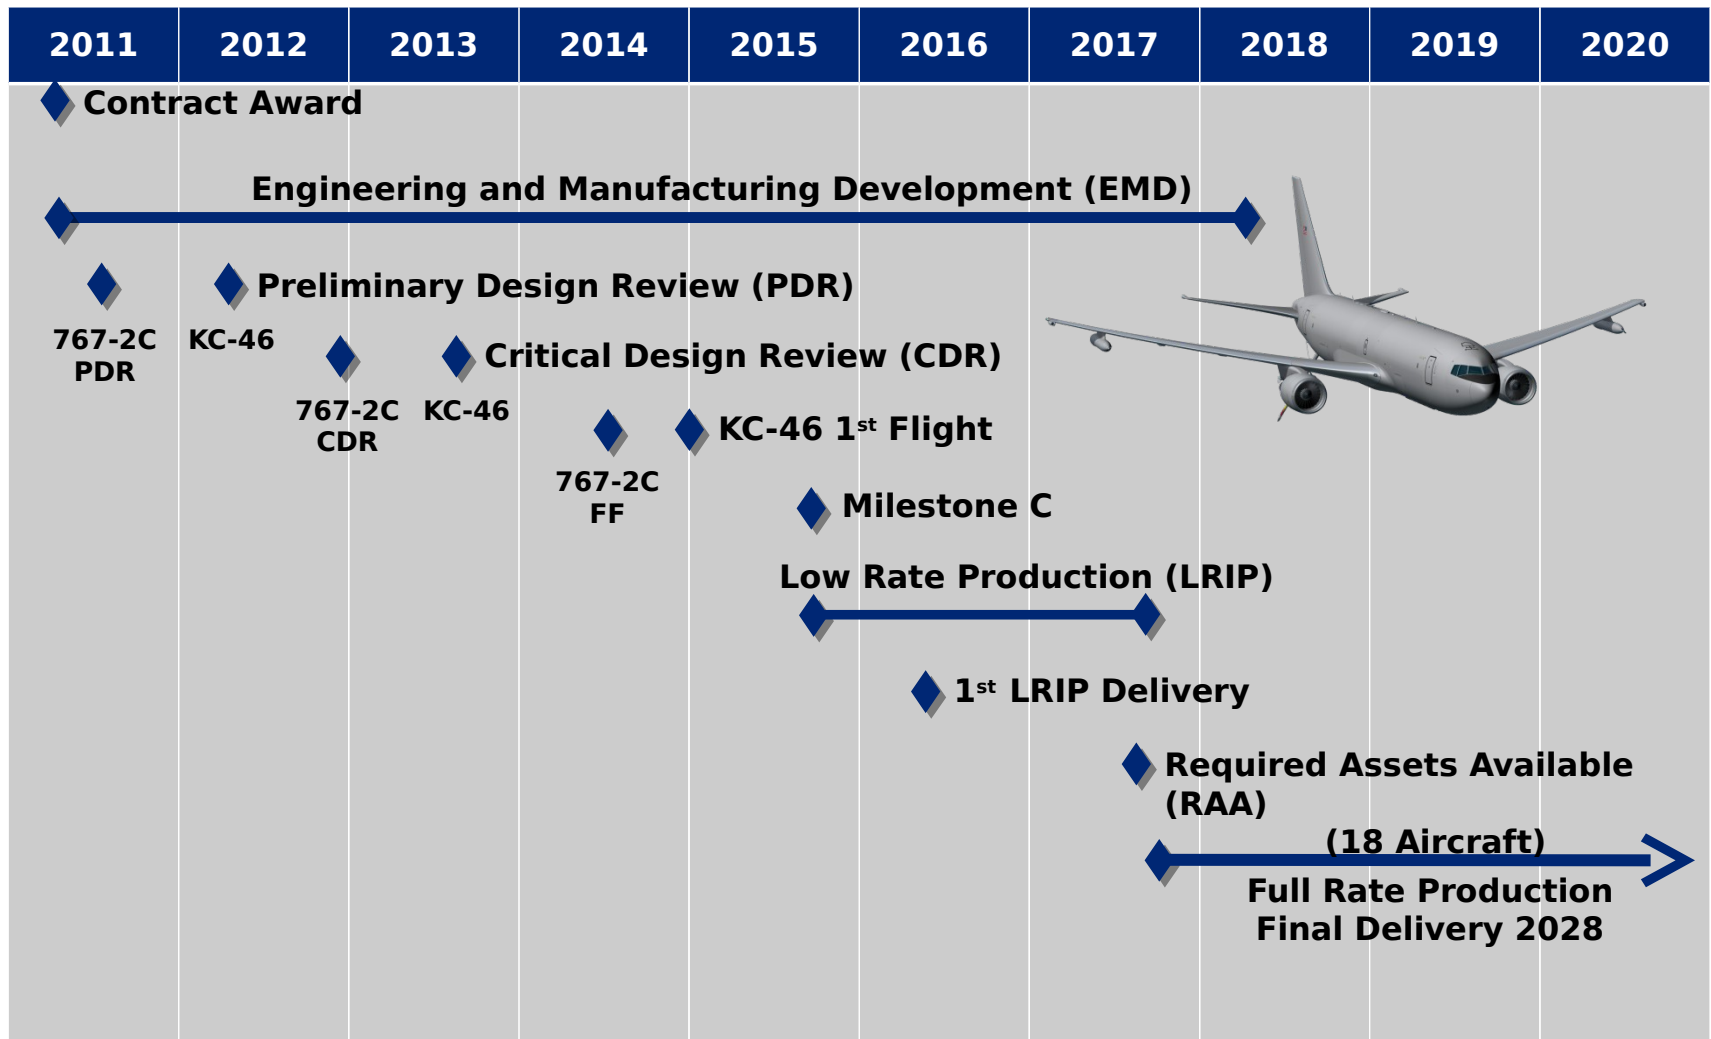 2011 2012 2013 2014 2015 2016 2017 2018 2019 2020
Contract Award
Engineering and Manufacturing Development (EMD)
Preliminary Design Review (PDR)
767-2C KC-46
PDR
Critical Design Review (CDR)
767-2C KC-46
CDR
KC-46 1st Flight
767-2C
FF
Milestone C
Low Rate Production (LRIP)
1st LRIP Delivery
Required Assets Available
(RAA)
(18 Aircraft)
Full Rate Production
Final Delivery 2028